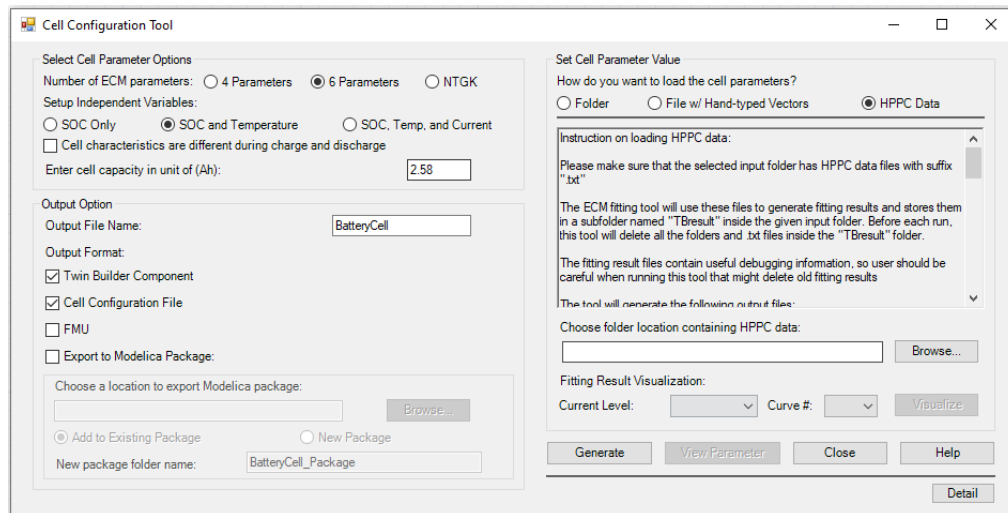 Cell Configuration Tool
Select Cell Parameter Options
Number of ECM parameters: 4 Parameters 6 Parameters NTGK
Setup Independent Variables:
SOC Only SOC and Temperature SOC, Temp, and Current
Cell characteristics are different during charge and discharge
Enter cell capacity in unit of (Ah): 2.58
Output Option
Output File Name: BatteryCell
Output Format:
Twin Builder Component
Cell Configuration File
FMU
Export to Modelica Package:
Choose a location to export Modelica package:
Browse...
Add to Existing Package New Package
New package folder name: BatteryCell_Package
Set Cell Parameter Value
How do you want to load the cell parameters?
Folder File w/ Hand-typed Vectors HPPC Data
Instruction on loading HPPC data:
Please make sure that the selected input folder has HPPC data files with suffix
".txt"
The ECM fitting tool will use these files to generate fitting results and stores them
in a subfolder named "TBresult" inside the given input folder. Before each run,
this tool will delete all the folders and .txt files inside the "TBresult" folder.
The fitting result files contain useful debugging information, so user should be
careful when running this tool that might delete old fitting results
The tool will generate the following output files:
Choose folder location containing HPPC data:
Browse...
Fitting Result Visualization:
Current Level: Curve #: Visualize
Generate View Parameter Close Help
Detail